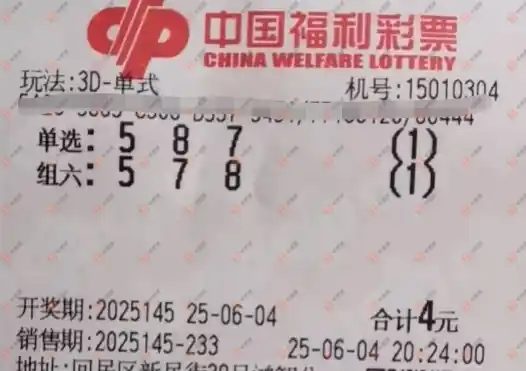 中国福利彩票
CHINA WELFARE LOTTERY
玩法:3D-单式
机号:15010304
单选: 5 8 7 (1)
组六: 5 7 8 (1)
开奖期:2025145 25-06-04
合计4元
销售期:2025145-233 25-06-04 20:24:00